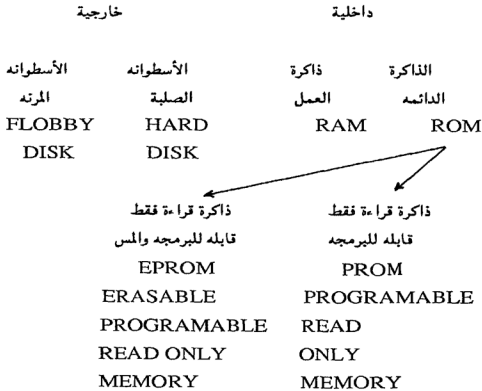 داخلية خارجية
الذاكرة ذاكرة الأسطوانه الأسطوانه
الدائمه العمل الصلبة المرنه
FLOBBY HARD RAM ROM
DISK DISK
ذاكرة قراءة فقط ذاكرة قراءة فقط
قابله للبرمجه قابله للبرمجه والمس
EPROM PROM
ERASABLE PROGRAMABLE
PROGRAMABLE READ
READ ONLY ONLY
MEMORY MEMORY